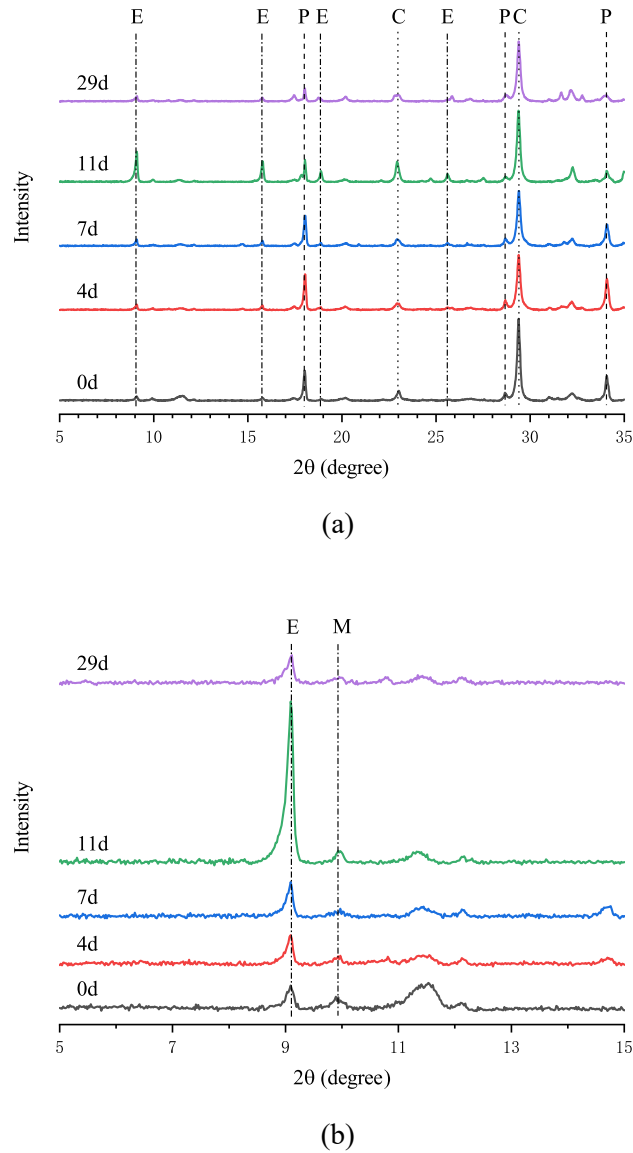 E E P E C E P C P
29d
11d
7d
4d
0d
Intensity
5 10 15 20 25 30 35
2θ (degree)
(a)
E M
29d
11d
7d
4d
0d
Intensity
5 7 9 11 13 15
2θ (degree)
(b)